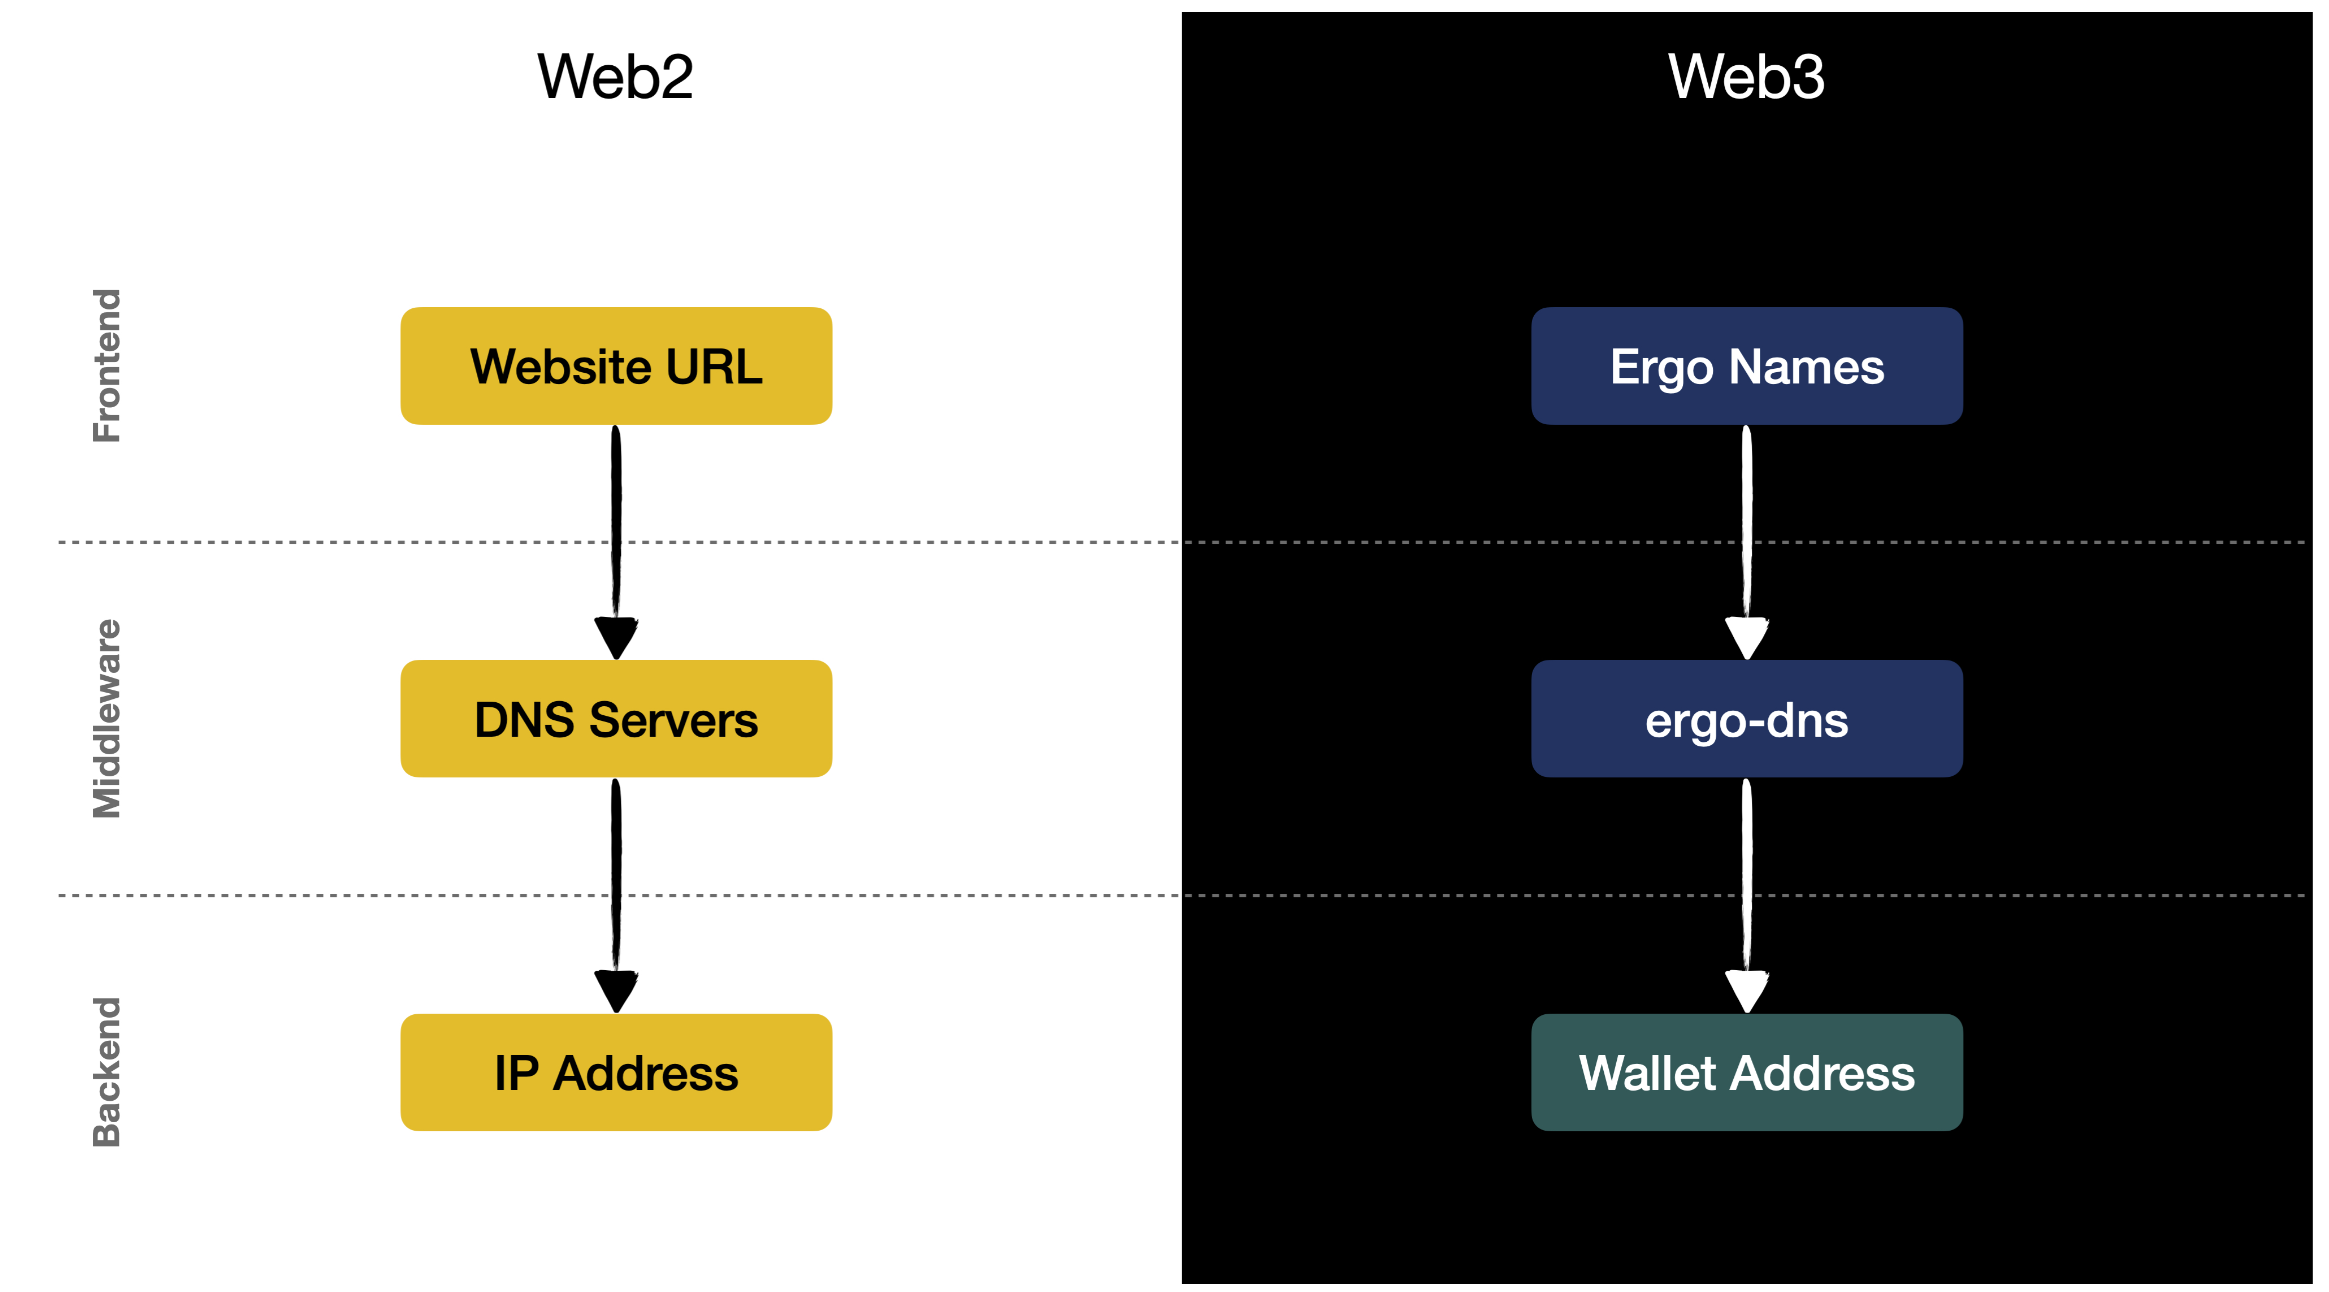 Web2
Web3
Frontend
Website URL
Ergo Names
Middleware
DNS Servers
ergo-dns
Backend
IP Address
Wallet Address